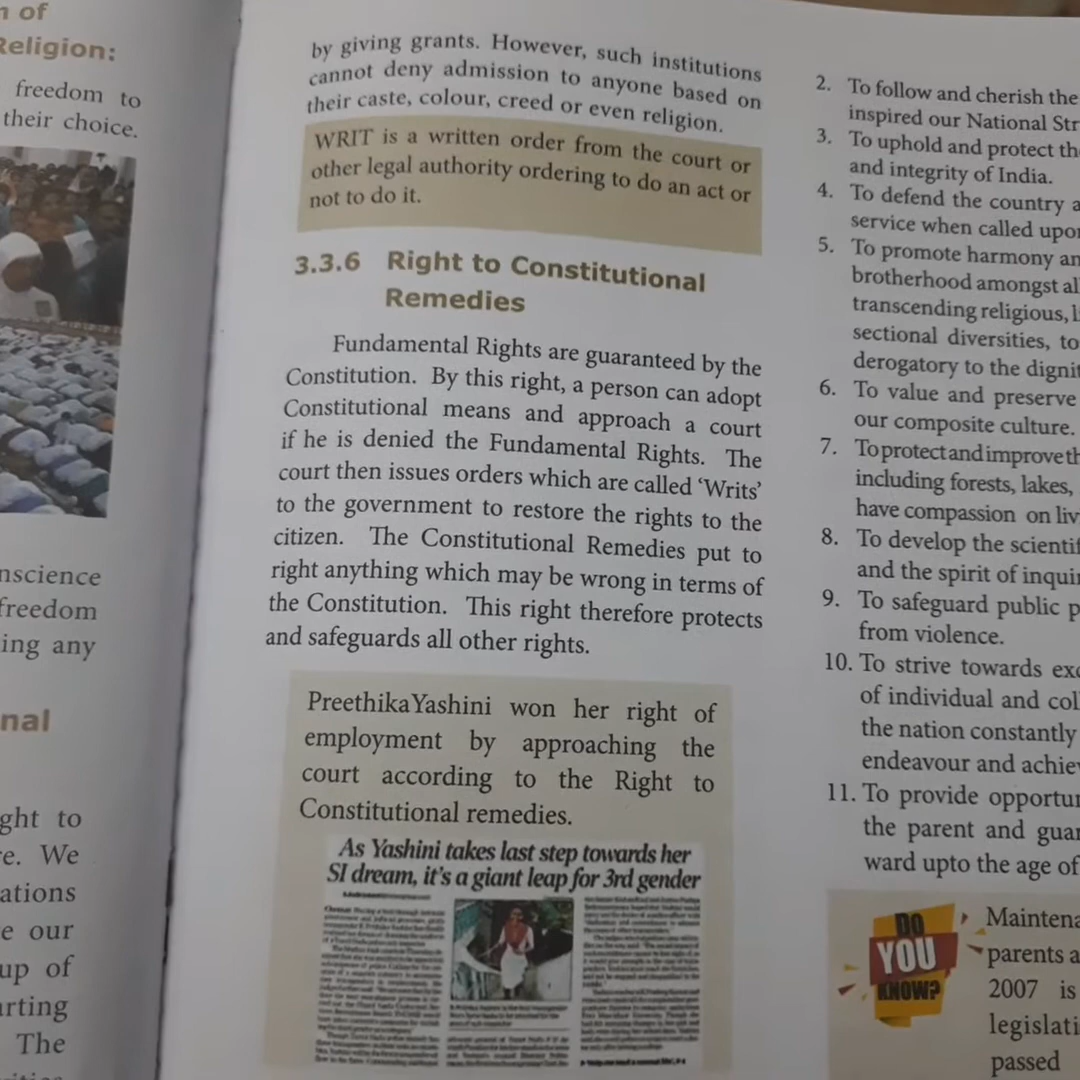 n of
Religion:
freedom to
their choice.
nscience
freedom
ing any
nal
ght to
re. We
ations
e our
up of
arting
The
by giving grants. However, such institutions
cannot deny admission to anyone based on
their caste, colour, creed or even religion.
WRIT is a written order from the court or
other legal authority ordering to do an act or
not to do it.
3.3.6 Right to Constitutional
Remedies
Fundamental Rights are guaranteed by the
Constitution. By this right, a person can adopt
Constitutional means and approach a court
if he is denied the Fundamental Rights. The
court then issues orders which are called ‘Writs’
to the government to restore the rights to the
citizen. The Constitutional Remedies put to
right anything which may be wrong in terms of
the Constitution. This right therefore protects
and safeguards all other rights.
Preethika Yashini won her right of
employment by approaching the
court according to the Right to
Constitutional remedies.
As Yashini takes last step towards her
SI dream, it's a giant leap for 3rd gender
2. To follow and cherish the
inspired our National Str
3. To uphold and protect th
and integrity of India.
4. To defend the country a
service when called upon
5. To promote harmony an
brotherhood amongst al
transcending religious, l
sectional diversities, to
derogatory to the dignit
6. To value and preserve
our composite culture.
7. To protect and improve th
including forests, lakes,
have compassion on liv
8. To develop the scientif
and the spirit of inquir
9. To safeguard public p
from violence.
10. To strive towards exc
of individual and coll
the nation constantly
endeavour and achiev
11. To provide opportun
the parent and guar
ward upto the age of
DO
YOU
KNOW?
Maintena
parents a
2007 is
legislati
passed